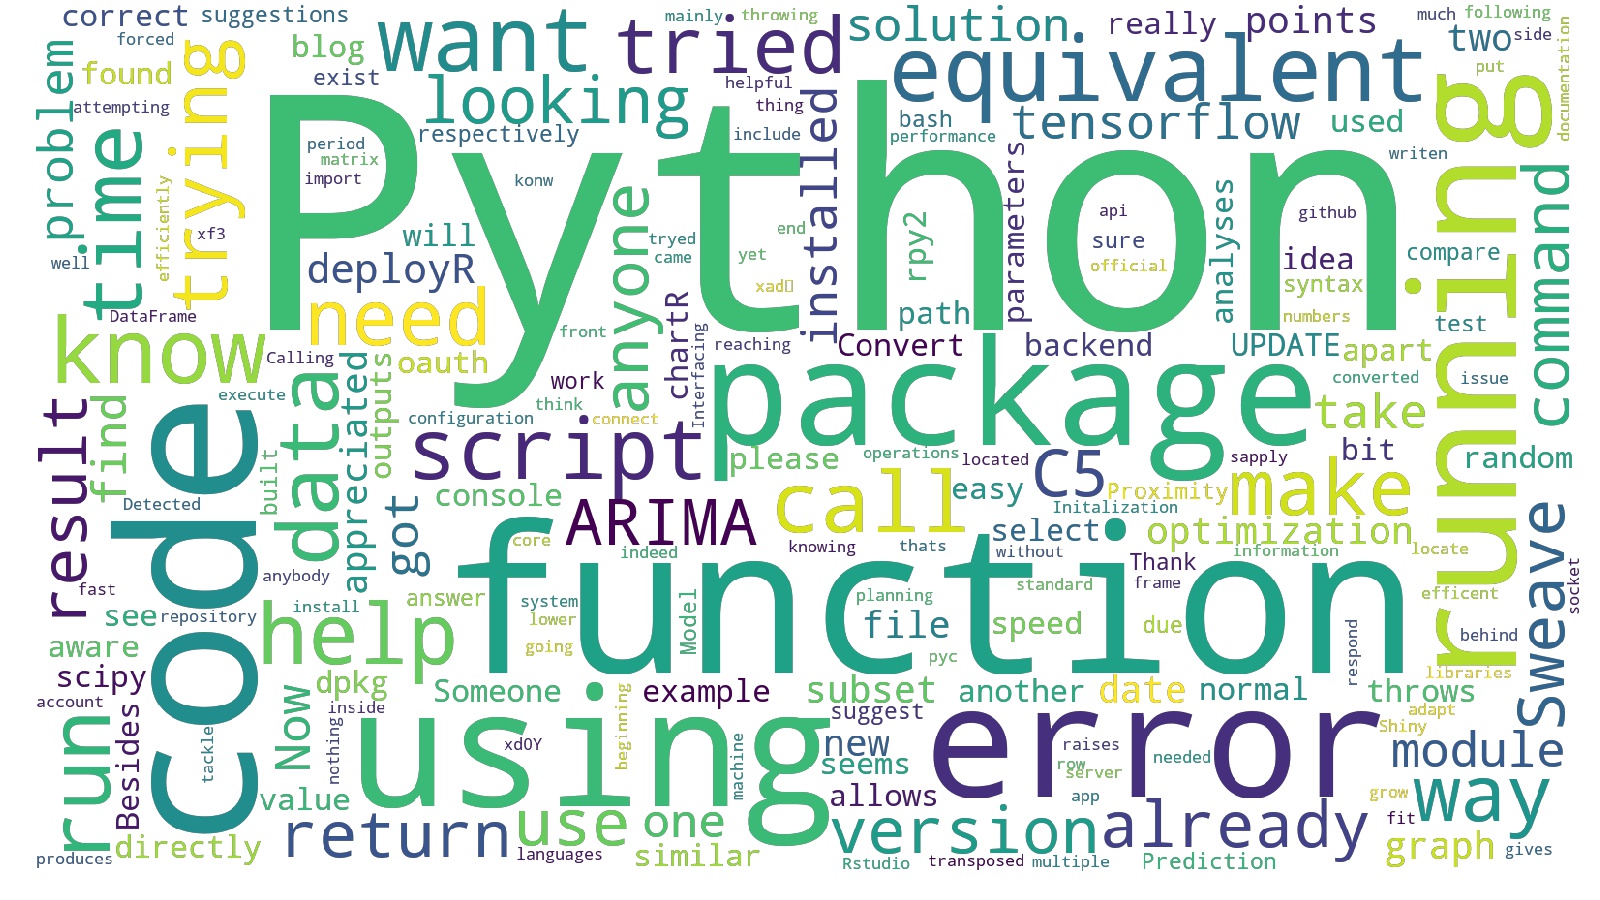 correct
suggestions
forced
blog
exist
want
tried
mainly
throwing
helpful
thing
include
solution
really
points
much
following
two
side
put
documentation
problem
found
attempting
trying
time
efficiently
xf3
well
looking
respectively
equivalent
bash
performance
tensorflow
used
writen
Python
period
matrix
import
konw
anyone
will
deployR
need
tryed
came
yet
end
installed
rpy2
path
parameters
api
sure
official
analyses
github
idea
syntax
numbers
compare
test
running
command
know
DataFrame
Calling
execute
oauth
front
work
think
configuration
connect
chartR
Interfacing
reaching
Convert
backend
UPDATE
apart
converted
issue
take
bit
random
package
result
find
code
data
built
appreciated
outputs
Detected
anybody
got
console
script
please
operations
located
sapply
C5
easy
Proximity
Initalization
make
call
ARIMA
core
indeed
knowing
thats
select
without
optimization
information
locate
Thank
frame
standard
efficent
Sweave
socket
fast
see
repository
install
answer
help
system
lower
going
function
Model
planning
file
pyc
speed
due
respond
behind
libraries
aware
scipy
account
dpkg
Someone
example
subset
another
date
normal
throws
adapt
Shiny
module
run
Besides
tackle
Now
nothing
inside
using
xdOY
beginning
machine
suggest
new
seems
allows
error
raises
row
server
app
needed
grow
way
fit
value
directly
produces
return
use
languages
one
similar
version
already
Rstudio
transposed
multiple
Prediction
graph
gives